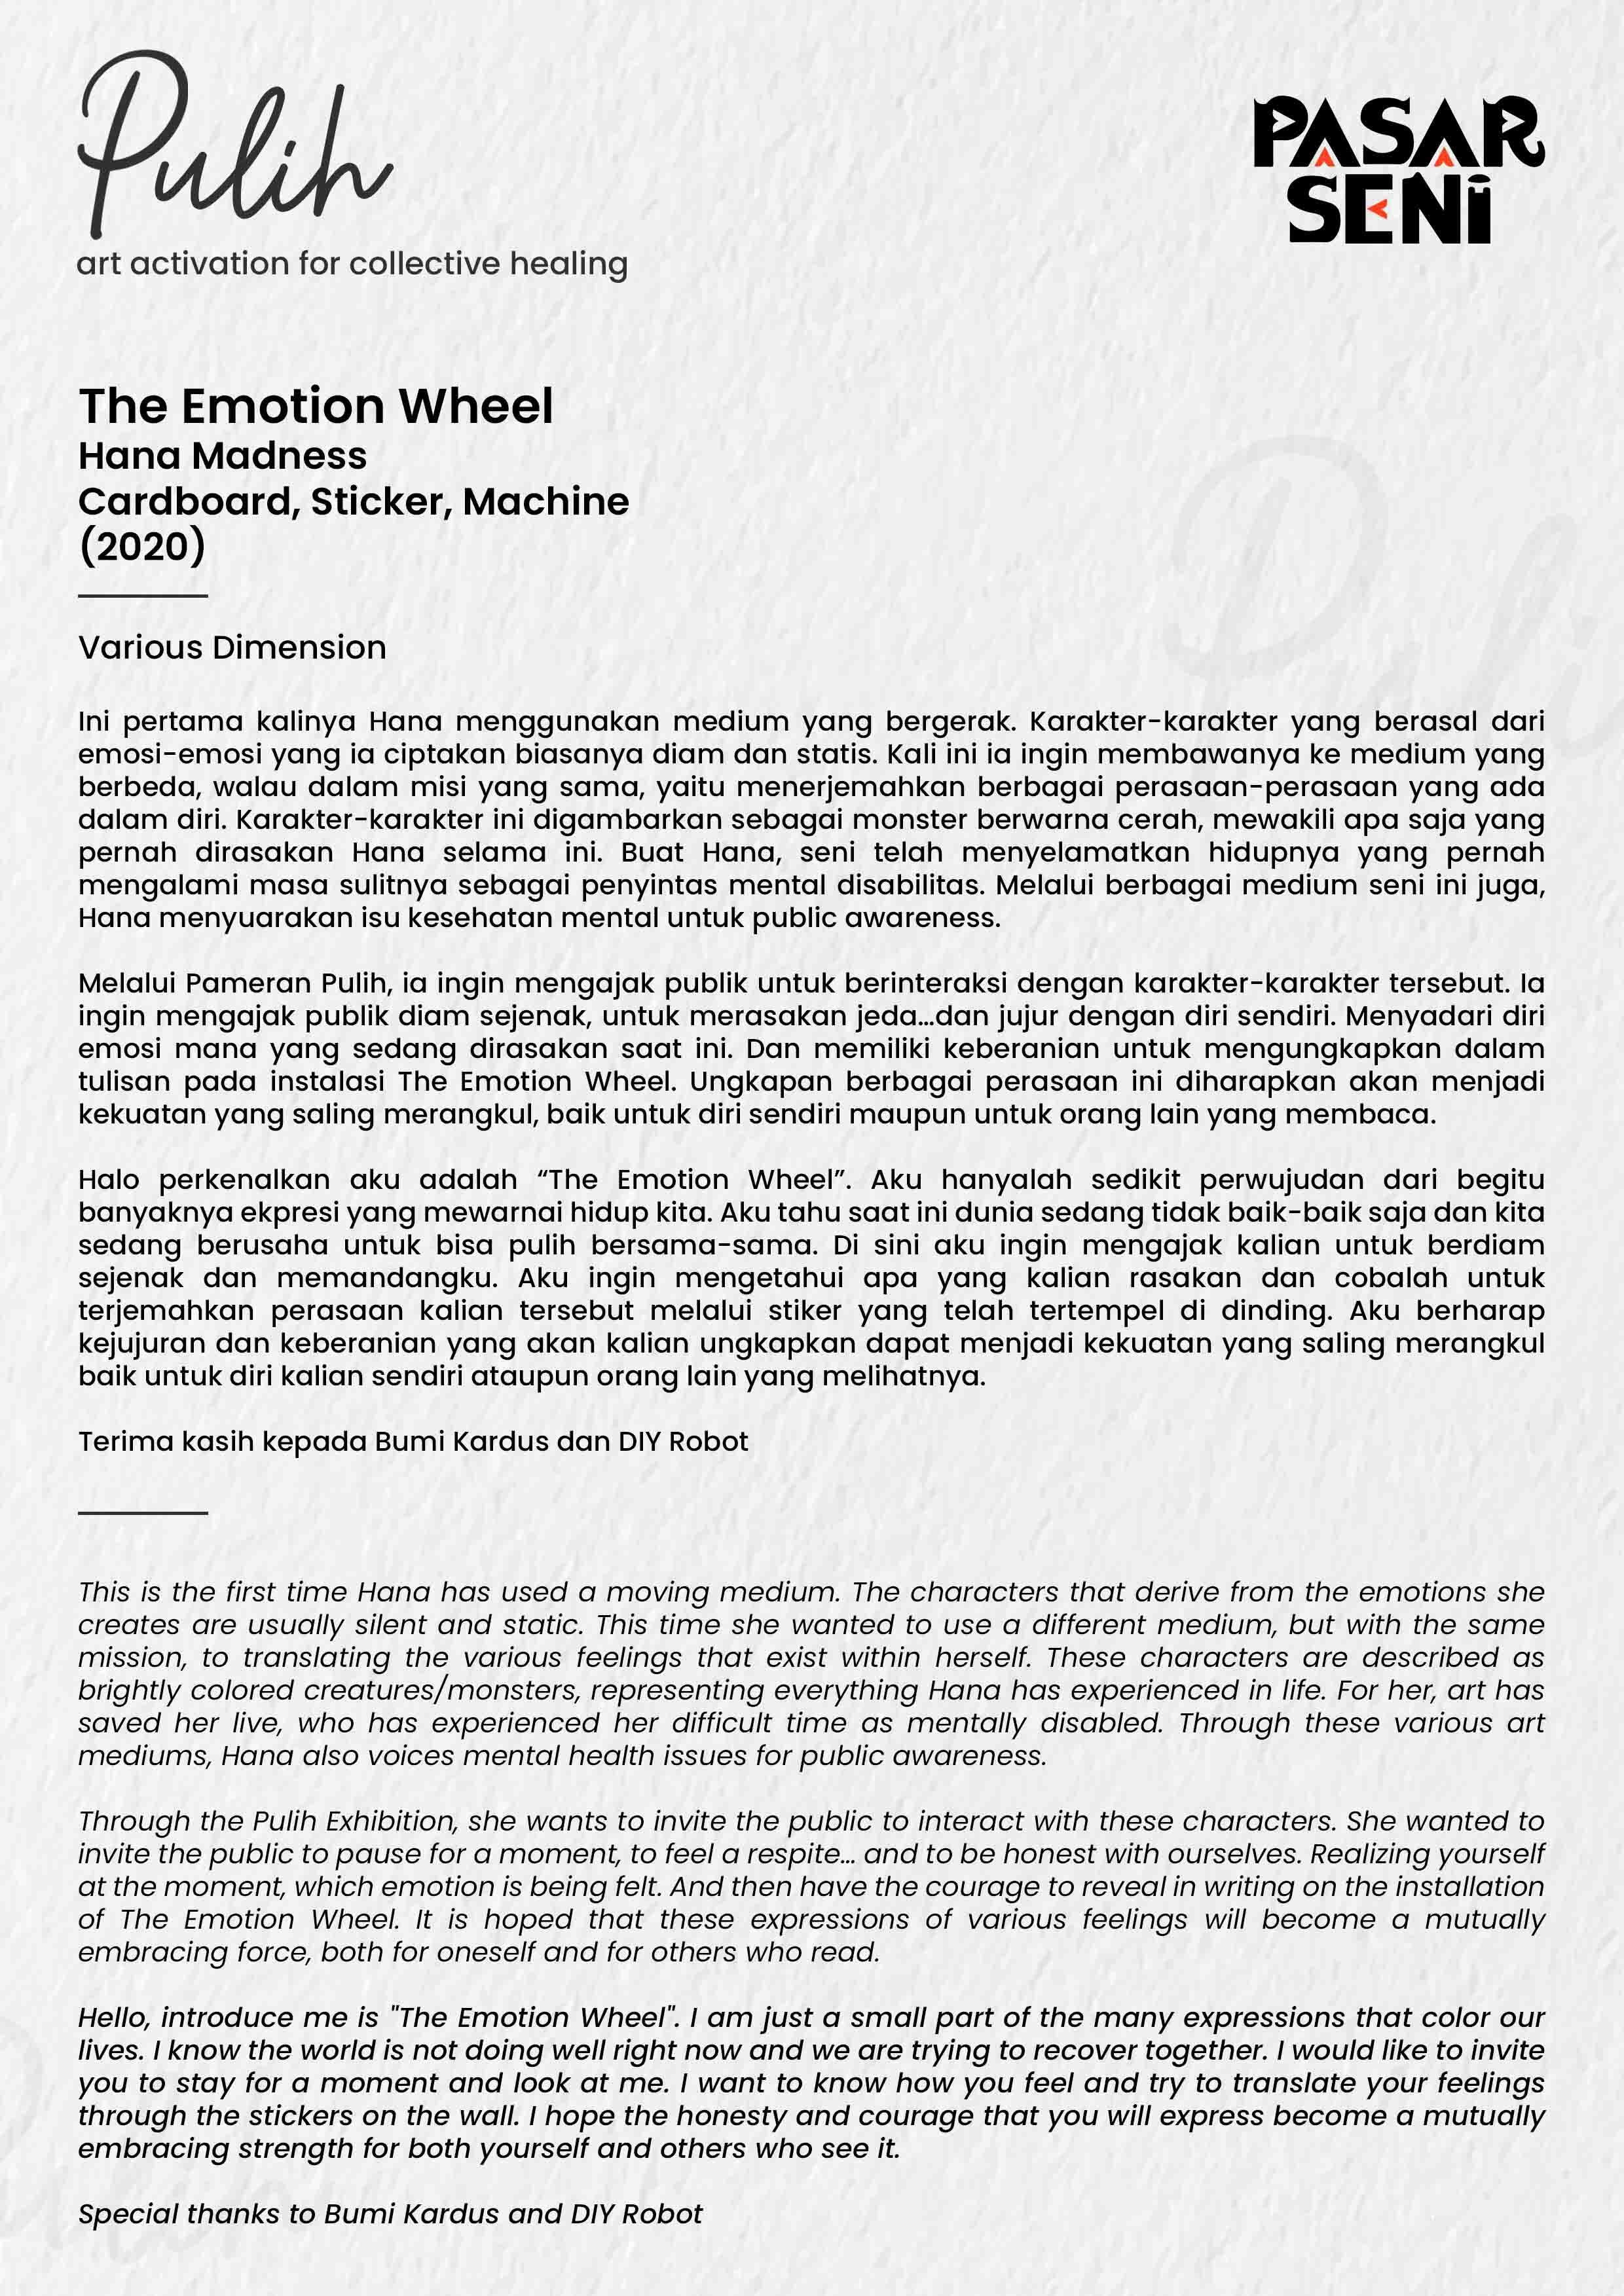 Pulih
art activation for collective healing
PASAR
SENI
The Emotion Wheel
Hana Madness
Cardboard, Sticker, Machine
(2020)
Various Dimension
Ini pertama kalinya Hana menggunakan medium yang bergerak. Karakter-karakter yang berasal dari
emosi-emosi yang ia ciptakan biasanya diam dan statis. Kali ini ia ingin membawanya ke medium yang
berbeda, walau dalam misi yang sama, yaitu menerjemahkan berbagai perasaan-perasaan yang ada
dalam diri. Karakter-karakter ini digambarkan sebagai monster berwarna cerah, mewakili apa saja yang
pernah dirasakan Hana selama ini. Buat Hana, seni telah menyelamatkan hidupnya yang pernah
mengalami masa sulitnya sebagai penyintas mental disabilitas. Melalui berbagai medium seni ini juga,
Hana menyuarakan isu kesehatan mental untuk public awareness.
Melalui Pameran Pulih, ia ingin mengajak publik untuk berinteraksi dengan karakter-karakter tersebut. Ia
ingin mengajak publik diam sejenak, untuk merasakan jeda...dan jujur dengan diri sendiri. Menyadari diri
emosi mana yang sedang dirasakan saat ini. Dan memiliki keberanian untuk mengungkapkan dalam
tulisan pada instalasi The Emotion Wheel. Ungkapan berbagai perasaan ini diharapkan akan menjadi
kekuatan yang saling merangkul, baik untuk diri sendiri maupun untuk orang lain yang membaca.
Halo perkenalkan aku adalah “The Emotion Wheel”. Aku hanyalah sedikit perwujudan dari begitu
banyaknya ekpresi yang mewarnai hidup kita. Aku tahu saat ini dunia sedang tidak baik-baik saja dan kita
sedang berusaha untuk bisa pulih bersama-sama. Di sini aku ingin mengajak kalian untuk berdiam
sejenak dan memandangku. Aku ingin mengetahui apa yang kalian rasakan dan cobalah untuk
terjemahkan perasaan kalian tersebut melalui stiker yang telah tertempel di dinding. Aku berharap
kejujuran dan keberanian yang akan kalian ungkapkan dapat menjadi kekuatan yang saling merangkul
baik untuk diri kalian sendiri ataupun orang lain yang melihatnya.
Terima kasih kepada Bumi Kardus dan DIY Robot
This is the first time Hana has used a moving medium. The characters that derive from the emotions she
creates are usually silent and static. This time she wanted to use a different medium, but with the same
mission, to translating the various feelings that exist within herself. These characters are described as
brightly colored creatures/monsters, representing everything Hana has experienced in life. For her, art has
saved her live, who has experienced her difficult time as mentally disabled. Through these various art
mediums, Hana also voices mental health issues for public awareness.
Through the Pulih Exhibition, she wants to invite the public to interact with these characters. She wanted to
invite the public to pause for a moment, to feel a respite... and to be honest with ourselves. Realizing yourself
at the moment, which emotion is being felt. And then have the courage to reveal in writing on the installation
of The Emotion Wheel. It is hoped that these expressions of various feelings will become a mutually
embracing force, both for oneself and for others who read.
Hello, introduce me is "The Emotion Wheel". I am just a small part of the many expressions that color our
lives. I know the world is not doing well right now and we are trying to recover together. I would like to invite
you to stay for a moment and look at me. I want to know how you feel and try to translate your feelings
through the stickers on the wall. I hope the honesty and courage that you will express become a mutually
embracing strength for both yourself and others who see it.
Special thanks to Bumi Kardus and DIY Robot